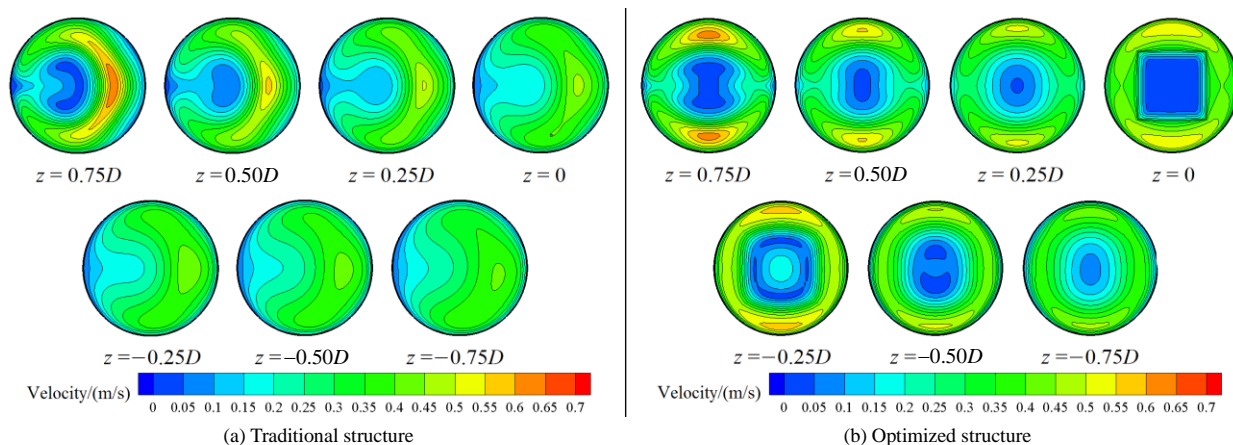 z = 0.75D z = 0.50D z = 0.25D z = 0
z = −0.25D z = −0.50D z = −0.75D
Velocity/(m/s)
0 0.05 0.1 0.15 0.2 0.25 0.3 0.35 0.4 0.45 0.5 0.55 0.6 0.65 0.7
(a) Traditional structure
z = 0.75D z = 0.50D z = 0.25D z = 0
z = −0.25D z = −0.50D z = −0.75D
Velocity/(m/s)
0 0.05 0.1 0.15 0.2 0.25 0.3 0.35 0.4 0.45 0.5 0.55 0.6 0.65 0.7
(b) Optimized structure